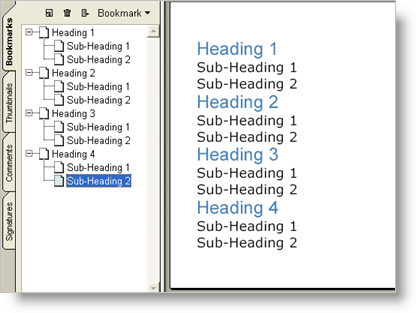 Bookmark
Bookmarks
Thumbnails
Comments
Signatures
Heading 1
Sub-Heading 1
Sub-Heading 2
Heading 2
Sub-Heading 1
Sub-Heading 2
Heading 3
Sub-Heading 1
Sub-Heading 2
Heading 4
Sub-Heading 1
Sub-Heading 2
Heading 1
Sub-Heading 1
Sub-Heading 2
Heading 2
Sub-Heading 1
Sub-Heading 2
Heading 3
Sub-Heading 1
Sub-Heading 2
Heading 4
Sub-Heading 1
Sub-Heading 2